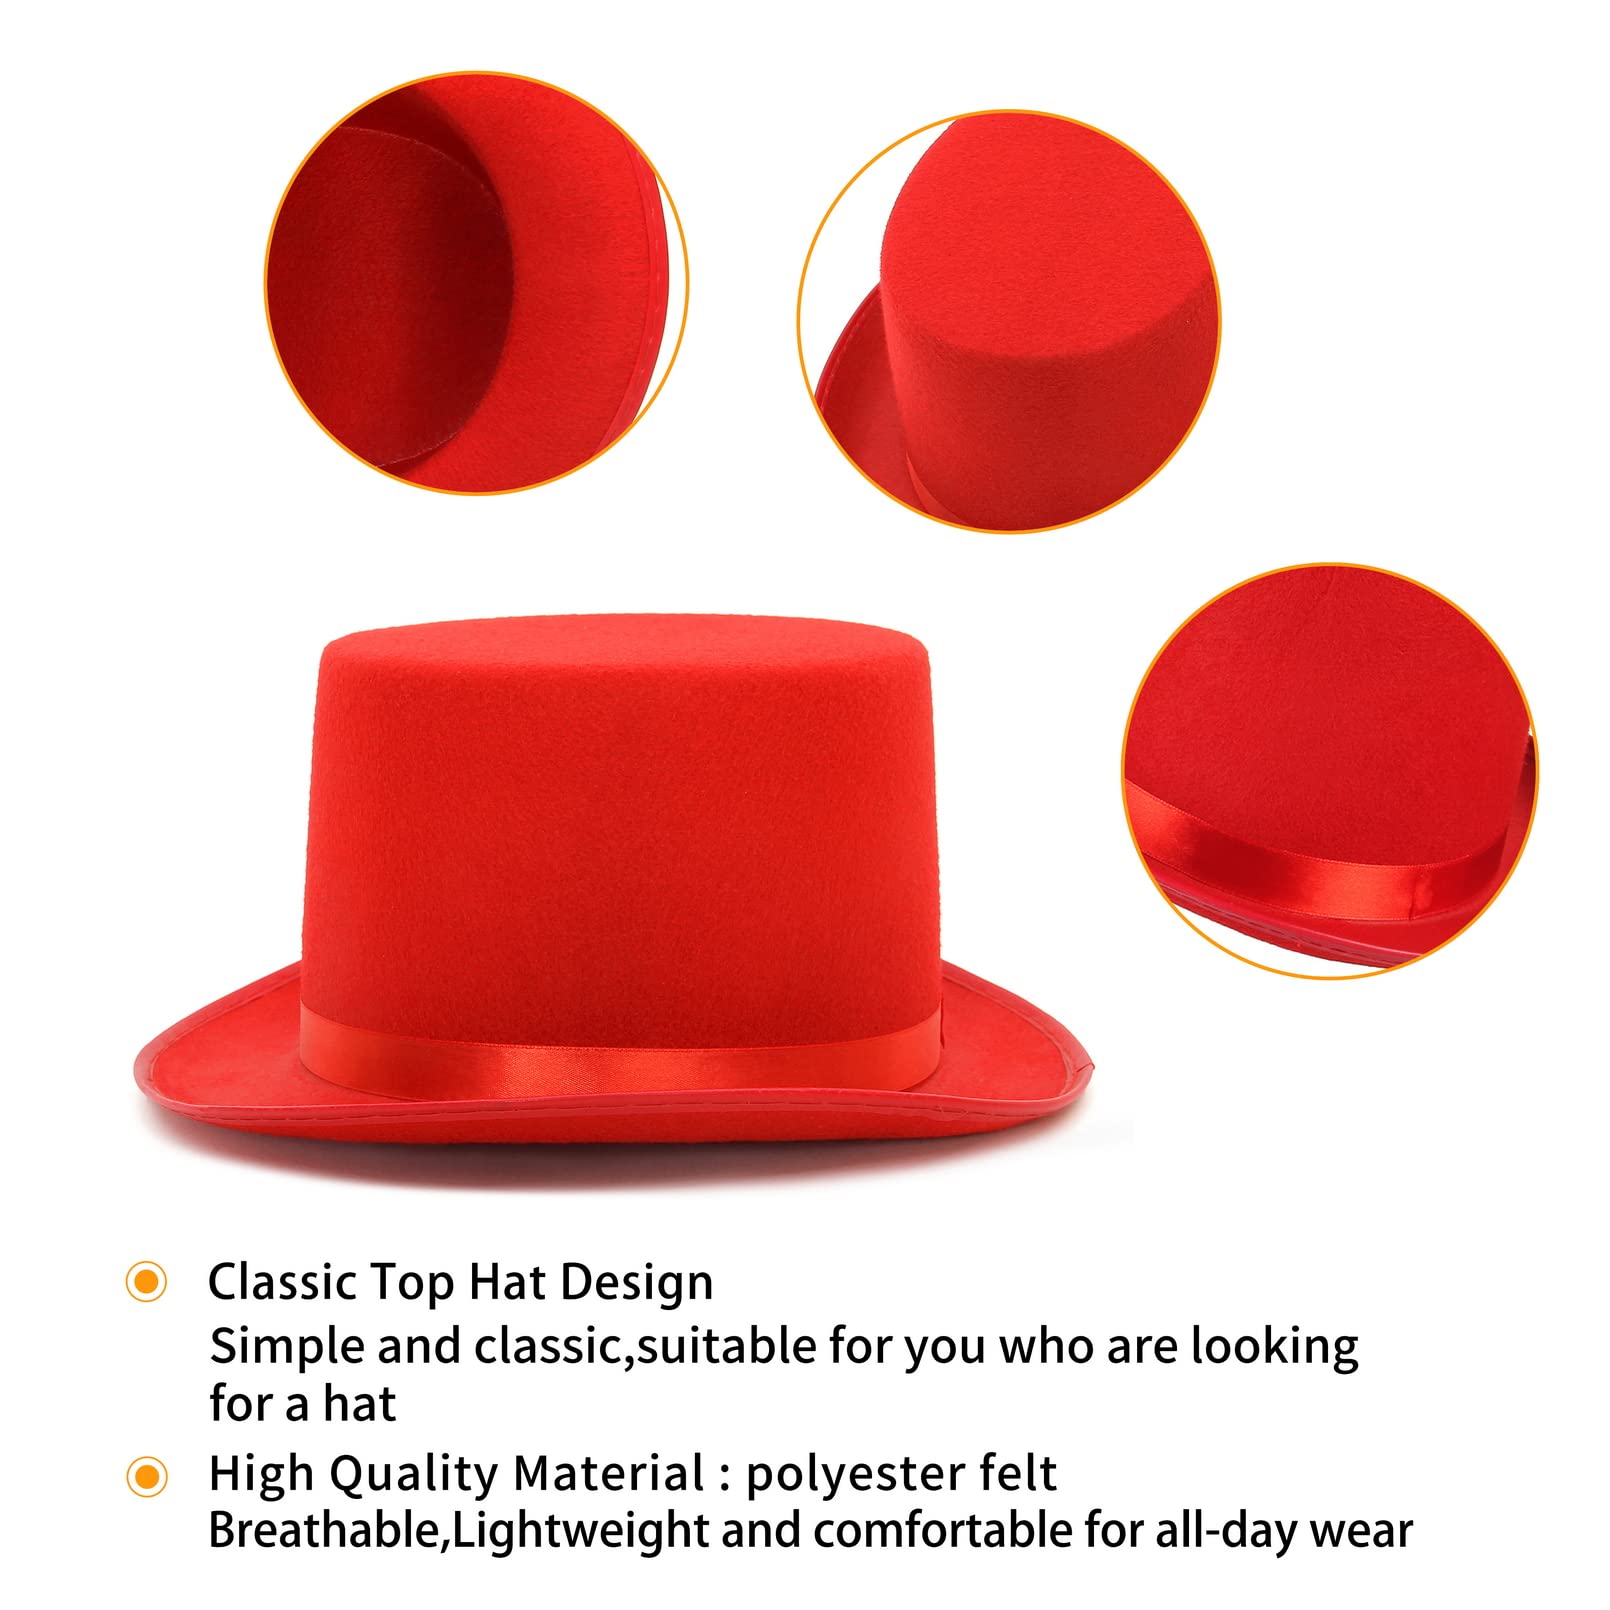 Classic Top Hat Design
Simple and classic,suitable for you who are looking
for a hat
High Quality Material : polyester felt
Breathable,Lightweight and comfortable for all-day wear